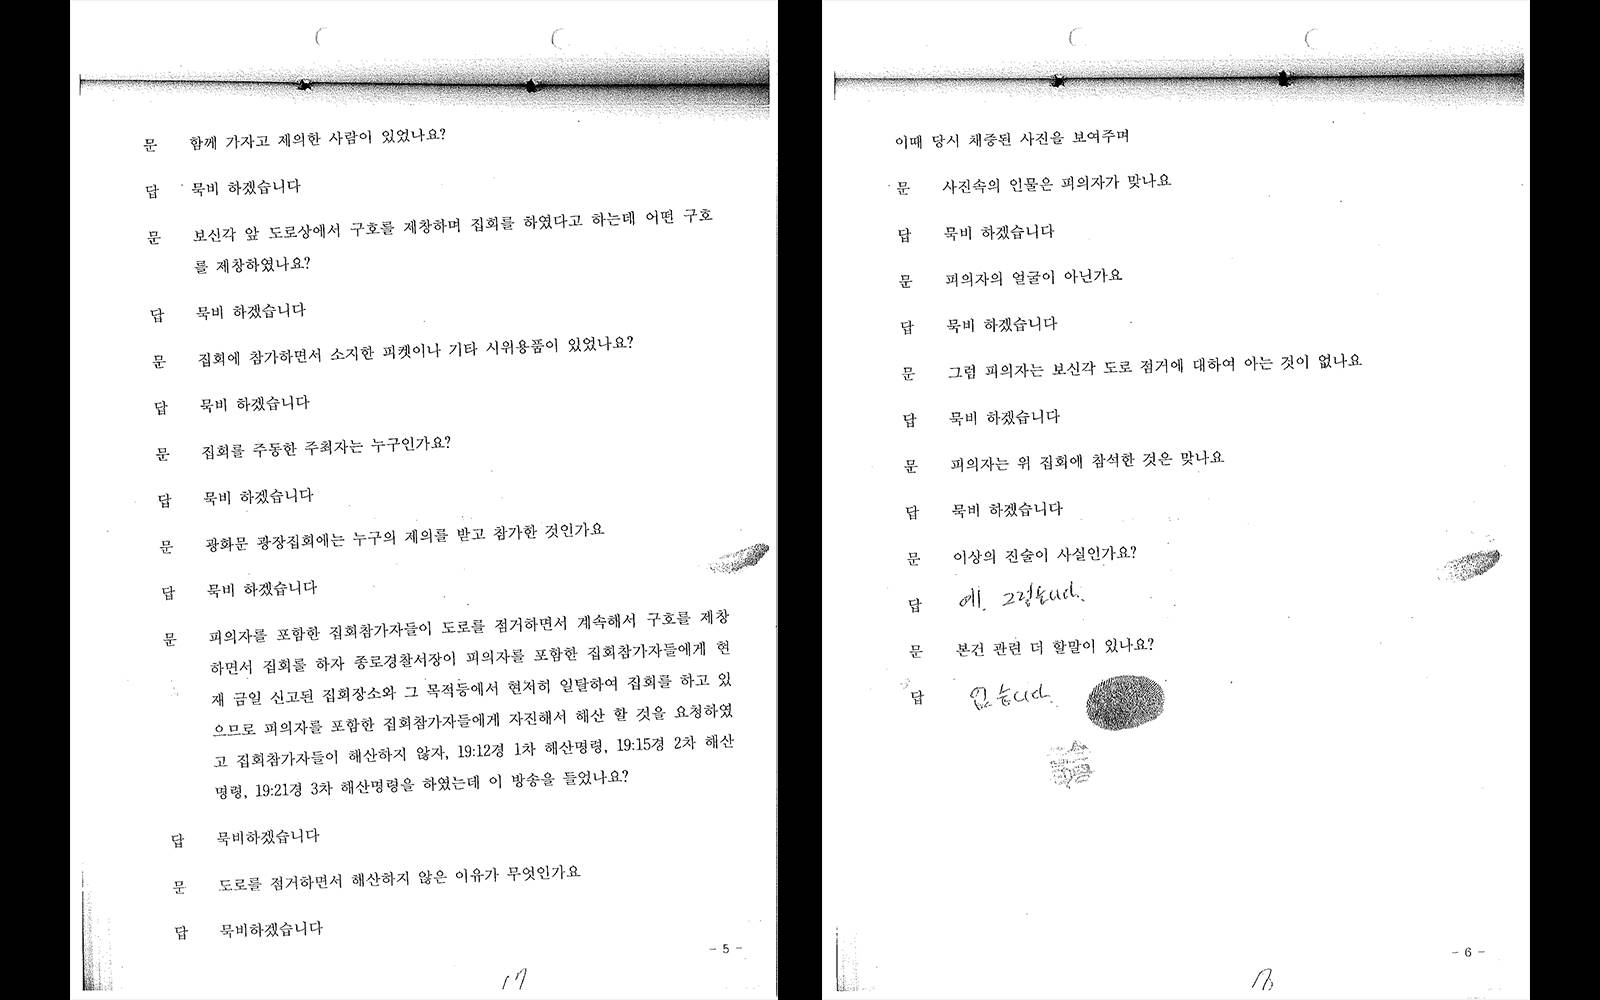 문 함께 가자고 제의한 사람이 있었나요?
답 묵비 하겠습니다
문 보신각 앞 도로상에서 구호를 제창하며 집회를 하였다고 하는데 어떤 구호
를 제창하였나요?
답 묵비 하겠습니다
문 집회에 참가하면서 소지한 피켓이나 기타 시위용품이 있었나요?
답 묵비 하겠습니다
문 집회를 주동한 주최자는 누구인가요?
답 묵비 하겠습니다
문 광화문 광장집회에는 누구의 제의를 받고 참가한 것인가요
답 묵비 하겠습니다
문 피의자를 포함한 집회참가자들이 도로를 점거하면서 계속해서 구호를 제창
하면서 집회를 하자 종로경찰서장이 피의자를 포함한 집회참가자들에게 현
재 금일 신고된 집회장소와 그 목적등에서 현저히 일탈하여 집회를 하고 있
으므로 피의자를 포함한 집회참가자들에게 자진해서 해산 할 것을 요청하였
고 집회참가자들이 해산하지 않자, 19:12경 1차 해산명령, 19:15경 2차 해산
명령, 19:21경 3차 해산명령을 하였는데 이 방송을 들었나요?
답 묵비하겠습니다
문 도로를 점거하면서 해산하지 않은 이유가 무엇인가요
답 묵비하겠습니다
- 5 -
17
이때 당시 채증된 사진을 보여주며
문 사진속의 인물은 피의자가 맞나요
답 묵비 하겠습니다
문 피의자의 얼굴이 아닌가요
답 묵비 하겠습니다
문 그럼 피의자는 보신각 도로 점거에 대하여 아는 것이 없나요
답 묵비 하겠습니다
문 피의자는 위 집회에 참석한 것은 맞나요
답 묵비 하겠습니다
문 이상의 진술이 사실인가요?
답 예. 그렇습니다.
문 본건 관련 더 할말이 있나요?
답 없습니다.
- 6 -